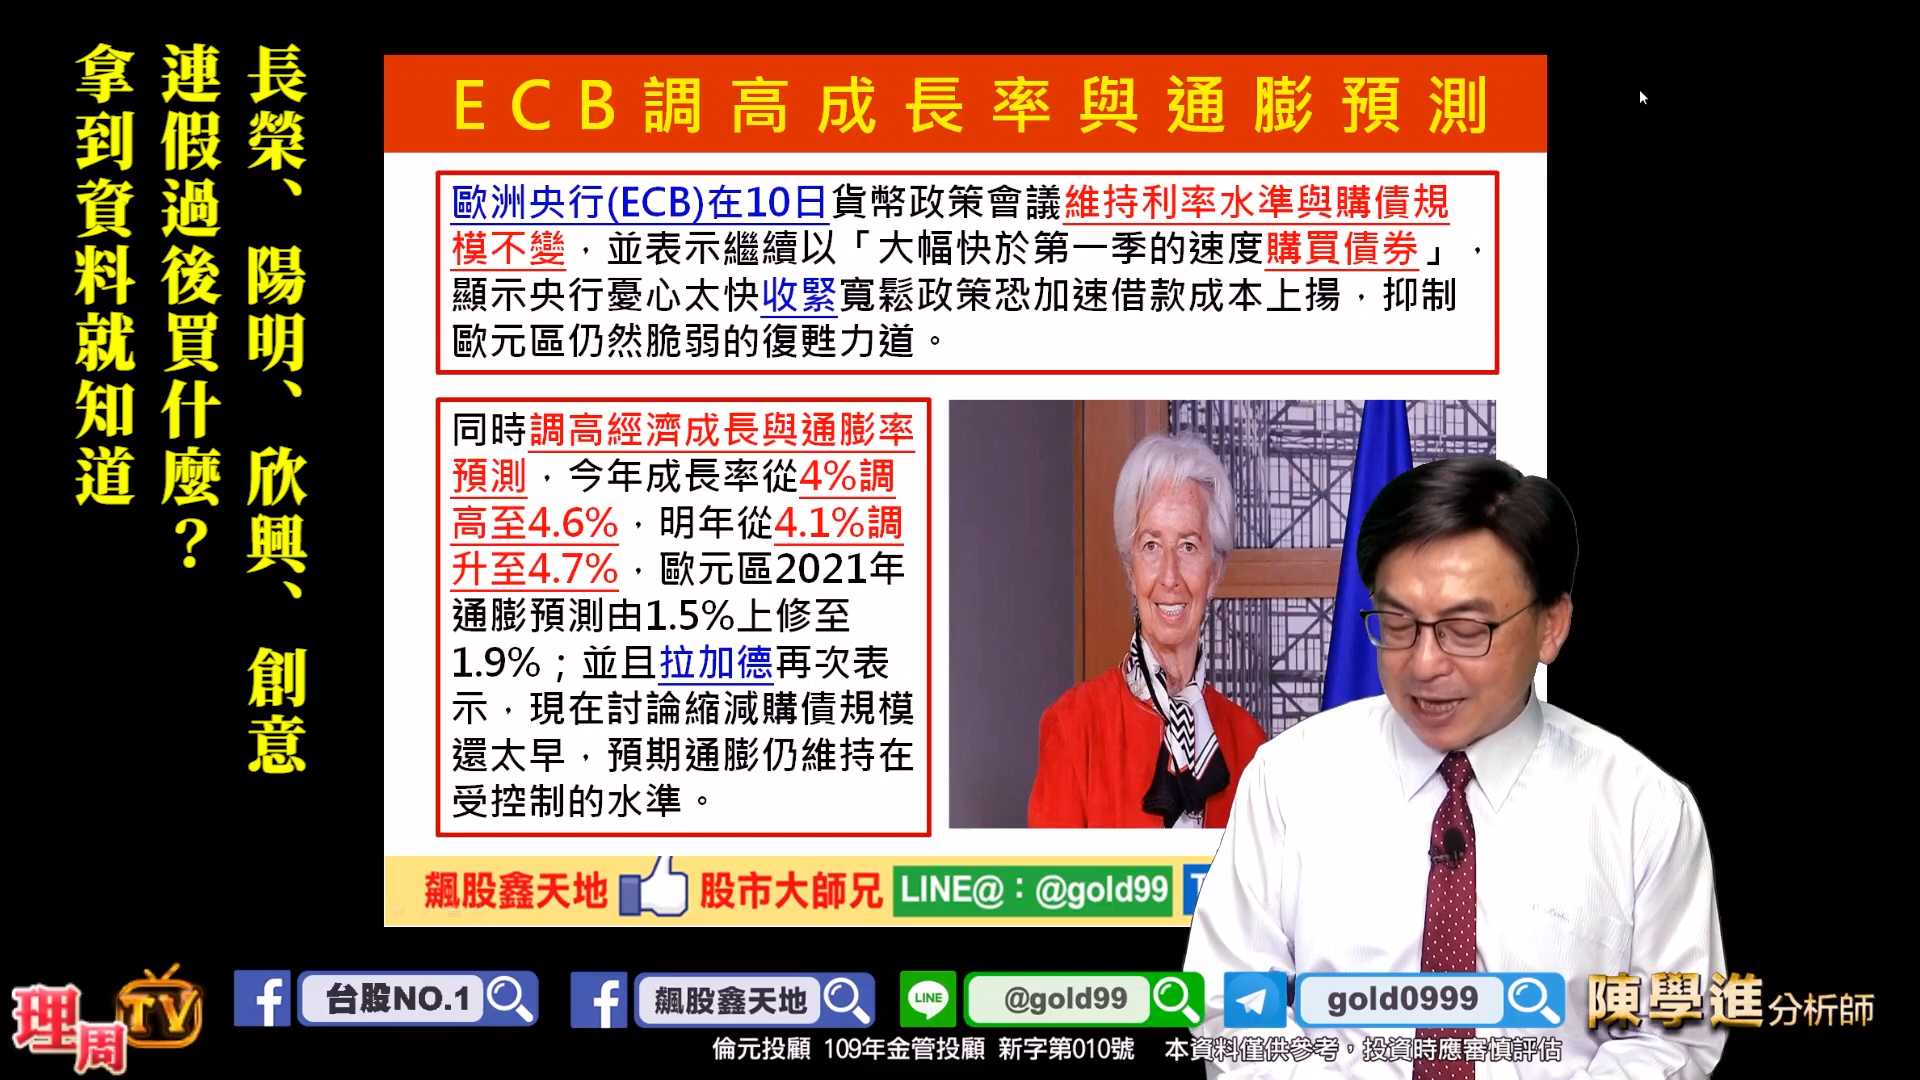 長榮、陽明、欣興、創意
連假過後買什麼？
拿到資料就知道
ECB調高成長率與通膨預測
歐洲央行(ECB)在10日貨幣政策會議維持利率水準與購債規
模不變，並表示繼續以「大幅快於第一季的速度購買債券」，
顯示央行憂心太快收緊寬鬆政策恐加速借款成本上揚，抑制
歐元區仍然脆弱的復甦力道。
同時調高經濟成長與通膨率
預測，今年成長率從4%調
高至4.6%，明年從4.1%調
升至4.7%，歐元區2021年
通膨預測由1.5%上修至
1.9%；並且拉加德再次表
示，現在討論縮減購債規模
還太早，預期通膨仍維持在
受控制的水準。
飆股鑫天地 股市大師兄 LINE@：@gold99
理周TV
台股NO.1
飆股鑫天地
LINE @gold99
gold0999
陳學進分析師
倫元投顧 109年金管投顧 新字第010號 本資料僅供參考，投資時應審慎評估